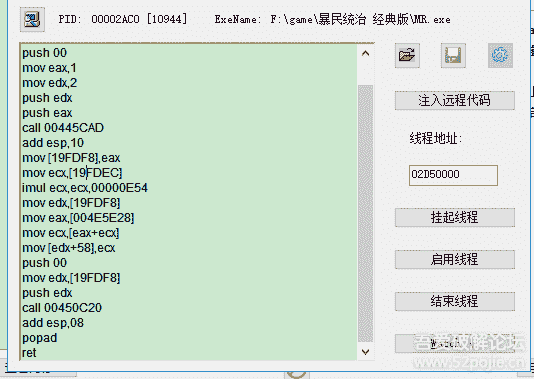 PID: 00002AC0 [10944] ExeName: F:\game\暴民统治 经典版\MR.exe
push 00
mov eax,1
mov edx,2
push edx
push eax
call 00445CAD
add esp,10
mov [19FDF8],eax
mov ecx,[19FDEC]
imul ecx,ecx,00000E54
mov edx,[19FDF8]
mov eax,[004E5E28]
mov ecx,[eax+ecx]
mov [edx+58],ecx
push 00
mov edx,[19FDF8]
push edx
call 00450C20
add esp,08
popad
ret
注入远程代码
线程地址:
02D50000
挂起线程
启用线程
结束线程
吾爱破解论坛
www.52pojie.cn